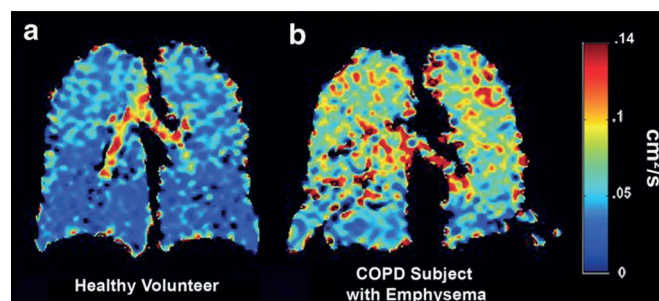 a
b
Healthy Volunteer
COPD Subject
with Emphysema
.14
.1
.05
0
cm²/s